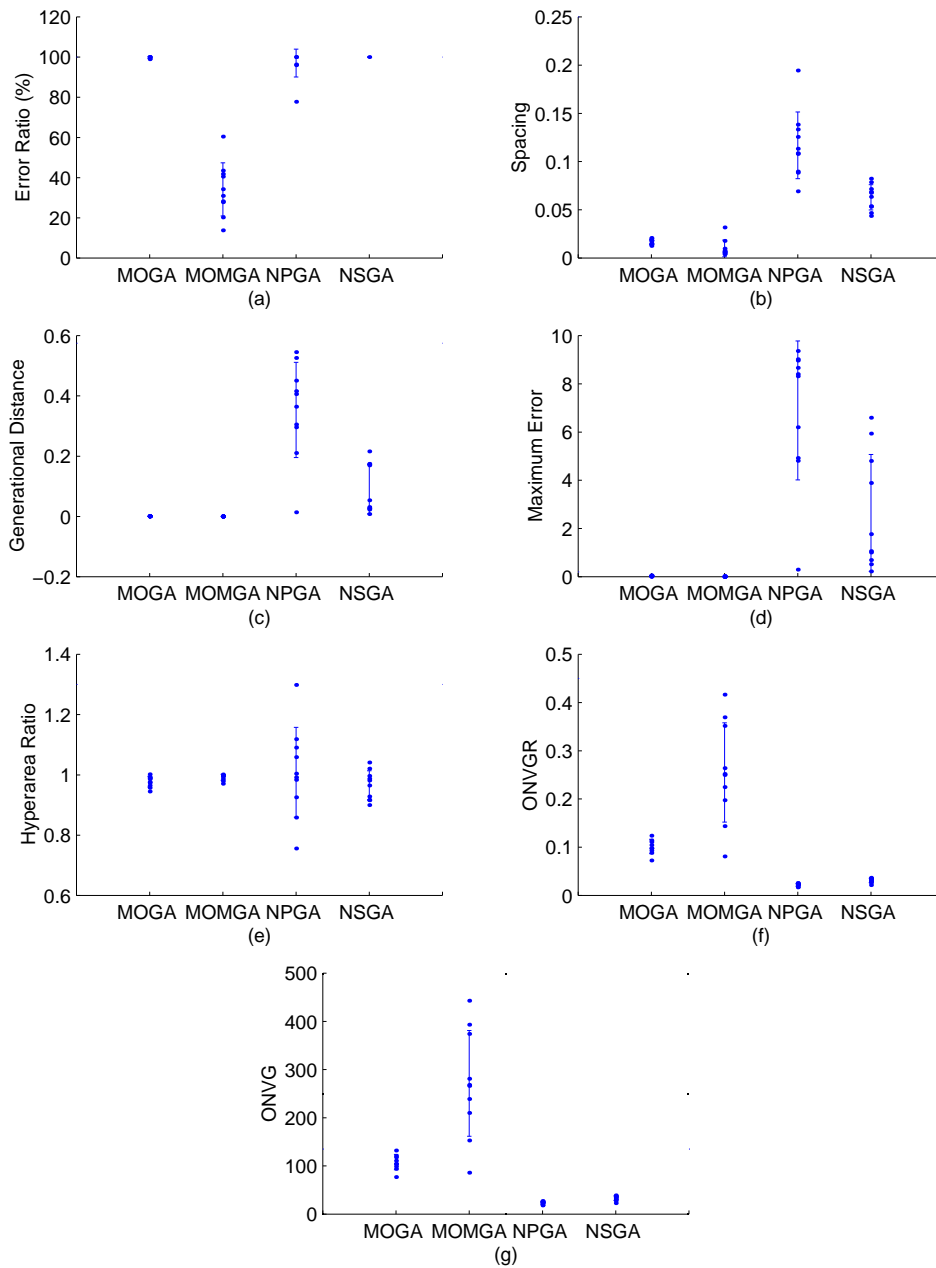 120
100
80
60
40
20
0
Error Ratio (%)
MOGA MOMGA NPGA NSGA
(a)
0.25
0.2
0.15
0.1
0.05
0
Spacing
MOGA MOMGA NPGA NSGA
(b)
0.6
0.4
0.2
0
−0.2
Generational Distance
MOGA MOMGA NPGA NSGA
(c)
10
8
6
4
2
0
Maximum Error
MOGA MOMGA NPGA NSGA
(d)
1.4
1.2
1
0.8
0.6
Hyperarea Ratio
MOGA MOMGA NPGA NSGA
(e)
0.5
0.4
0.3
0.2
0.1
0
ONVGR
MOGA MOMGA NPGA NSGA
(f)
500
400
300
200
100
0
ONVG
MOGA MOMGA NPGA NSGA
(g)